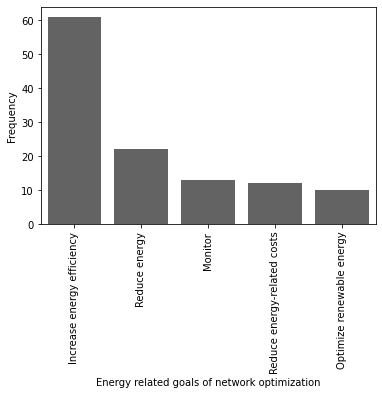 Frequency
60
50
40
30
20
10
0
Increase energy efficiency
Reduce energy
Monitor
Reduce energy-related costs
Optimize renewable energy
Energy related goals of network optimization